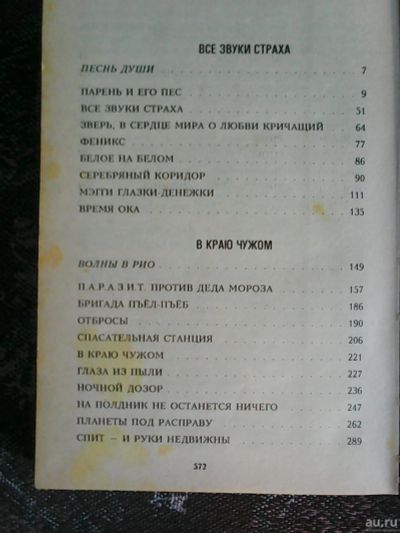 ВСЕ ЗВУКИ СТРАХА
ПЕСНЬ ДУШИ 7
ПАРЕНЬ И ЕГО ПЕС 9
ВСЕ ЗВУКИ СТРАХА 51
ЗВЕРЬ, В СЕРДЦЕ МИРА О ЛЮБВИ КРИЧАЩИЙ 64
ФЕНИКС 77
БЕЛОЕ НА БЕЛОМ 86
СЕРЕБРЯНЫЙ КОРИДОР 90
МЭГГИ ГЛАЗКИ-ДЕНЕЖКИ 111
ВРЕМЯ ОКА 135
В КРАЮ ЧУЖОМ
ВОЛНЫ В РИО 149
П А Р А З И Т ПРОТИВ ДЕДА МОРОЗА 157
БРИГАДА ПЪЁЛ-ПЪЁБ 186
ОТБРОСЫ 190
СПАСАТЕЛЬНАЯ СТАНЦИЯ 206
В КРАЮ ЧУЖОМ 221
ГЛАЗА ИЗ ПЫЛИ 227
НОЧНОЙ ДОЗОР 236
НА ПОЛДНИК НЕ ОСТАНЕТСЯ НИЧЕГО 247
ПЛАНЕТЫ ПОД РАСПРАВУ 262
СПИТ — И РУКИ НЕДВИЖНЫ 289
572
au.ru